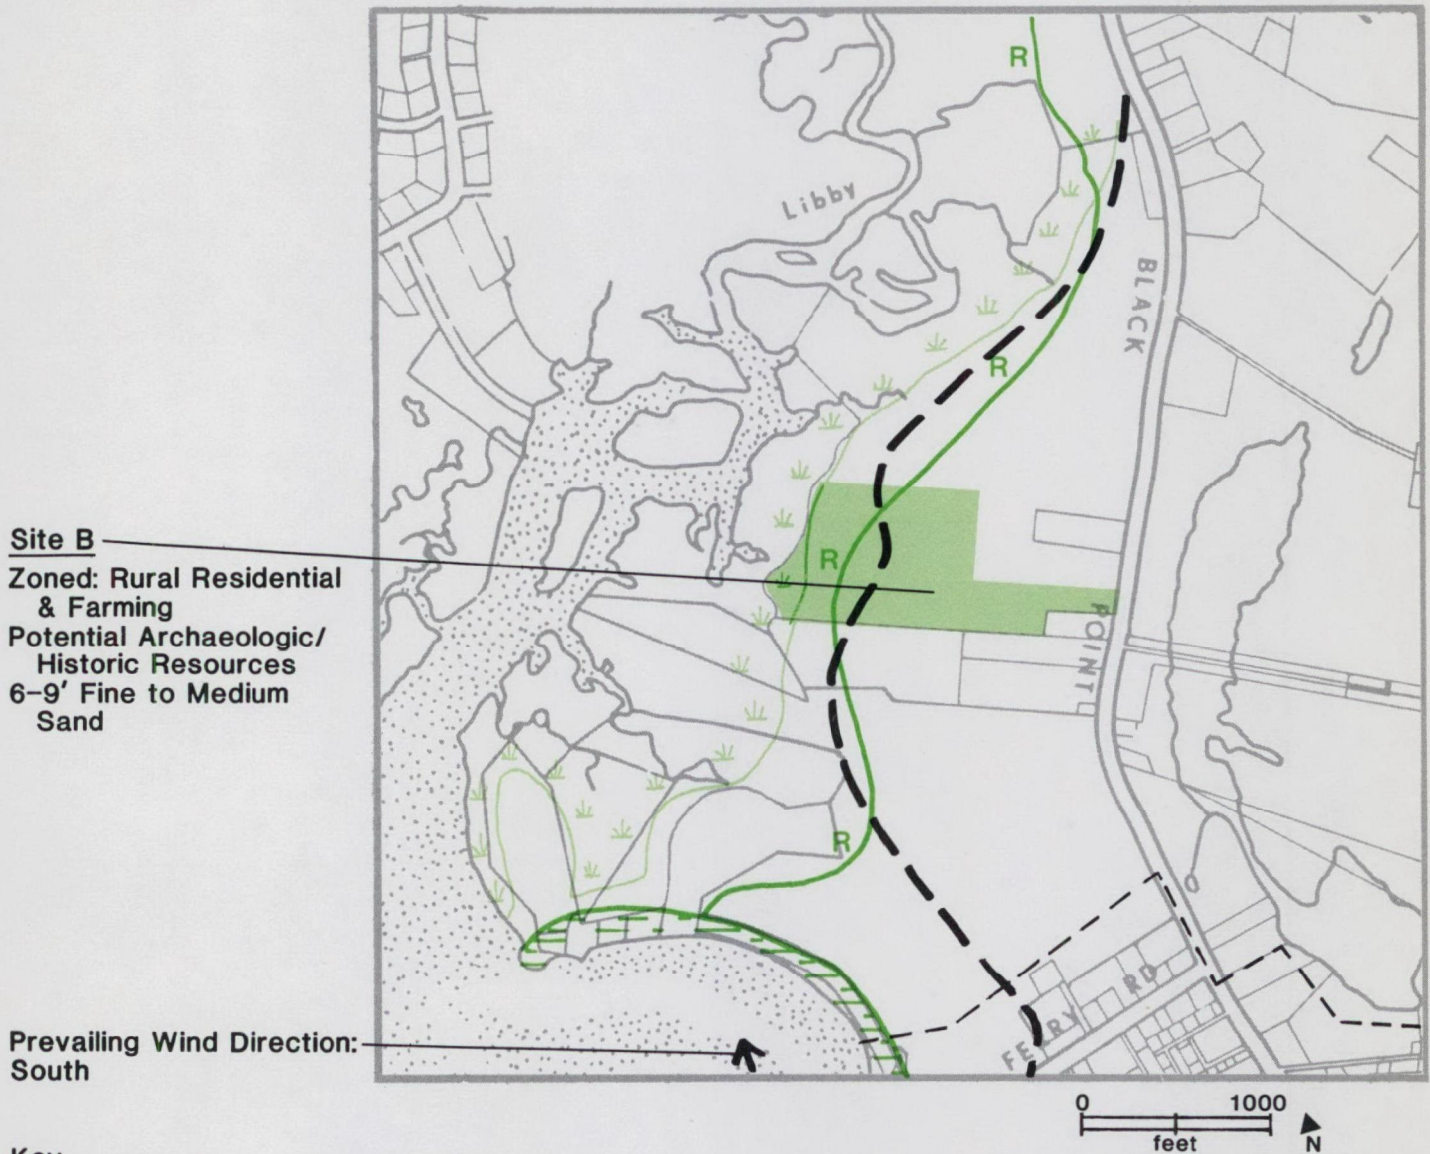 R
Libby
BLACK
R
Site B
R
Zoned: Rural Residential
& Farming
POINT
Potential Archaeologic/
Historic Resources
6-9' Fine to Medium
Sand
R
FERRY RD
Prevailing Wind Direction:
South
0 1000
feet
N